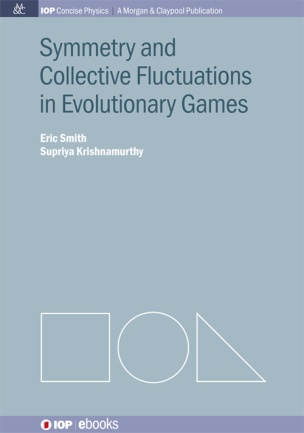 M&C IOP Concise Physics | A Morgan & Claypool Publication
Symmetry and
Collective Fluctuations
in Evolutionary Games
Eric Smith
Supriya Krishnamurthy
IOP | ebooks